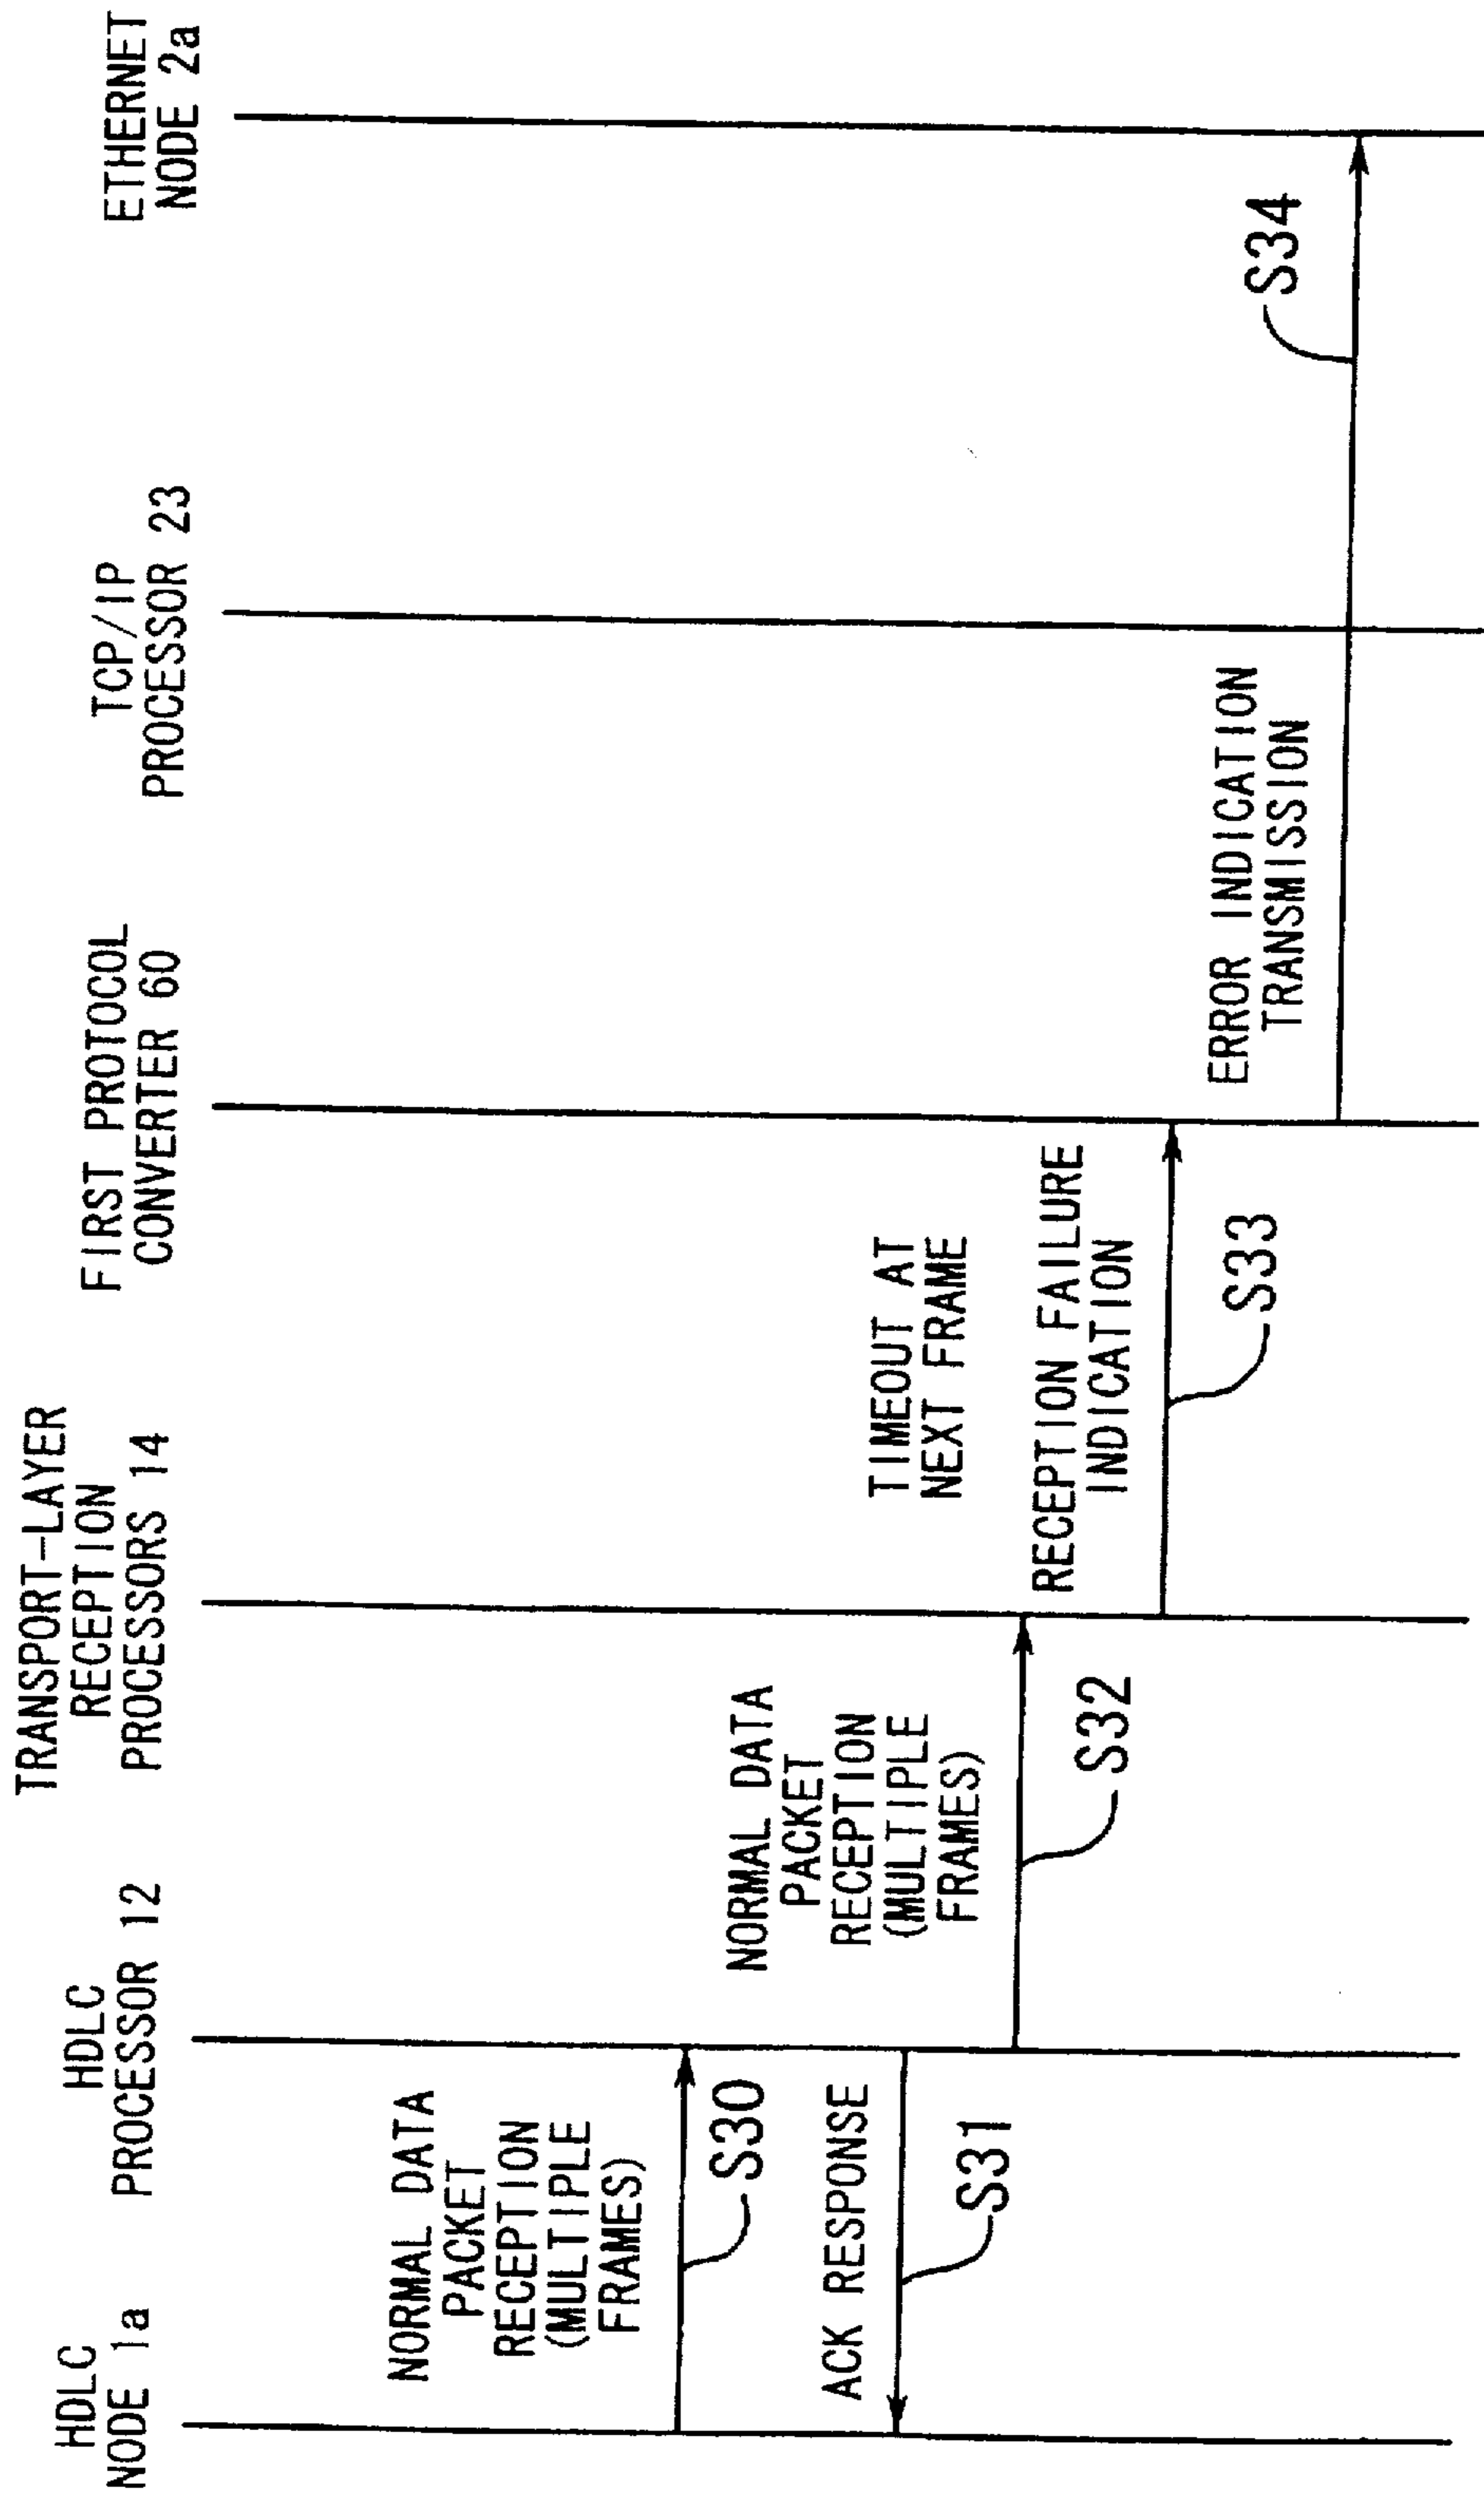 HDLC
NODE 1a
HDLC
PROCESSOR 12
TRANSPORT-LAYER
RECEPTION
PROCESSORS 14
FIRST PROTOCOL
CONVERTER 60
TCP/IP
PROCESSOR 23
ETHERNET
NODE 2a
NORMAL DATA
PACKET
RECEPTION
(MULTIPLE
FRAMES)
S30
ACK RESPONSE
S31
NORMAL DATA
PACKET
RECEPTION
(MULTIPLE
FRAMES)
S32
TIMEOUT AT
NEXT FRAME
RECEPTION FAILURE
INDICATION
S33
ERROR INDICATION
TRANSMISSION
S34